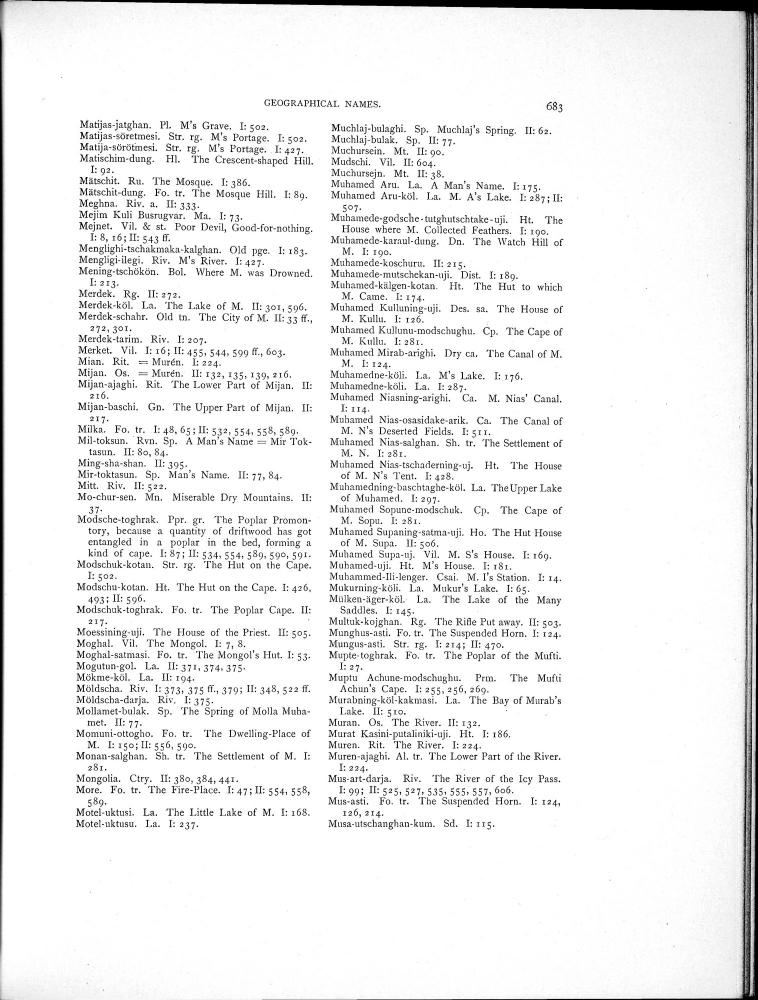 GEOGRAPHICAL NAMES.
683
Matijas-jatghan. Pl. M's Grave. I: 502.
Matijas-söretmesi. Str. rg. M's Portage. I: 502.
Matija-sörötmesi. Str. rg. M's Portage. I: 427.
Matischim-dung. Hl. The Crescent-shaped Hill.
I: 92.
Mätschit. Ru. The Mosque. I: 386.
Mätschit-dung. Fo. tr. The Mosque Hill. I: 89.
Meghna. Riv. a. II: 333.
Mejim Kuli Busrugvar. Ma. I: 73.
Mejnet. Vil. & st. Poor Devil, Good-for-nothing.
I: 8, 16; II: 543 ff.
Menglighi-tschakmaka-kalghan. Old pge. I: 183.
Mengligi-ilegi. Riv. M's River. I: 427.
Mening-tschökön. Bol. Where M. was Drowned.
I: 213.
Merdek. Rg. II: 272.
Merdek-köl. La. The Lake of M. II: 301, 596.
Merdek-schahr. Old tn. The City of M. II: 33 ff.,
272, 301.
Merdek-tarim. Riv. I: 207.
Merket. Vil. I: 16; II: 455, 544, 599 ff., 603.
Mian. Rit. = Murén. I: 224.
Mijan. Os. = Murén. II: 132, 135, 139, 216.
Mijan-ajaghi. Rit. The Lower Part of Mijan. II:
216.
Mijan-baschi. Gn. The Upper Part of Mijan. II:
217.
Milka. Fo. tr. I: 48, 65; II: 532, 554, 558, 589.
Mil-toksun. Rvn. Sp. A Man's Name = Mir Tok-
tasun. II: 80, 84.
Ming-sha-shan. II: 395.
Mir-toktasun. Sp. Man's Name. II: 77, 84.
Mitt. Riv. II: 522.
Mo-chur-sen. Mn. Miserable Dry Mountains. II:
37.
Modsche-toghrak. Ppr. gr. The Poplar Promon-
tory, because a quantity of driftwood has got
entangled in a poplar in the bed, forming a
kind of cape. I: 87; II: 534, 554, 589, 590, 591.
Modschuk-kotan. Str. rg. The Hut on the Cape.
I: 502.
Modschu-kotan. Ht. The Hut on the Cape. I: 426,
493; II: 596.
Modschuk-toghrak. Fo. tr. The Poplar Cape. II:
217.
Moessining-uji. The House of the Priest. II: 505.
Moghal. Vil. The Mongol. I: 7, 8.
Moghal-satmasi. Fo. tr. The Mongol's Hut. I: 53.
Mogutun-gol. La. II: 371, 374, 375.
Mökme-köl. La. II: 194.
Möldscha. Riv. I: 373, 375 ff., 379; II: 348, 522 ff.
Möldscha-darja. Riv. I: 375.
Mollamet-bulak. Sp. The Spring of Molla Muha-
met. II: 77.
Momuni-ottogho. Fo. tr. The Dwelling-Place of
M. I: 150; II: 556, 590.
Monan-salghan. Sh. tr. The Settlement of M. I:
281.
Mongolia. Ctry. II: 380, 384, 441.
More. Fo. tr. The Fire-Place. I: 47; II: 554, 558,
589.
Motel-uktusi. La. The Little Lake of M. I: 168.
Motel-uktusu. La. I: 237.
Muchlaj-bulaghi. Sp. Muchlaj's Spring. II: 62.
Muchlaj-bulak. Sp. II: 77.
Muchursein. Mt. II: 90.
Mudschi. Vil. II: 604.
Muchursejn. Mt. II: 38.
Muhamed Aru. La. A Man's Name. I: 175.
Muhamed Aru-köl. La. M. A's Lake. I: 287; II:
507.
Muhamede-godsche-tutghutschtake-uji. Ht. The
House where M. Collected Feathers. I: 190.
Muhamede-karaul-dung. Dn. The Watch Hill of
M. I: 190.
Muhamede-koschuru. II: 215.
Muhamede-mutschekan-uji. Dist. I: 189.
Muhamed-kälgen-kotan. Ht. The Hut to which
M. Came. I: 174.
Muhamed Kulluning-uji. Des. sa. The House of
M. Kullu. I: 126.
Muhamed Kullunu-modschughu. Cp. The Cape of
M. Kullu. I: 281.
Muhamed Mirab-arighi. Dry ca. The Canal of M.
M. I: 124.
Muhamedne-köli. La. M's Lake. I: 176.
Muhamedne-köli. La. I: 287.
Muhamed Niasning-arighi. Ca. M. Nias' Canal.
I: 114.
Muhamed Nias-osasidake-arik. Ca. The Canal of
M. N's Deserted Fields. I: 511.
Muhamed Nias-salghan. Sh. tr. The Settlement of
M. N. I: 281.
Muhamed Nias-tschaderning-uj. Ht. The House
of M. N's Tent. I: 428.
Muhamedning-baschtaghe-köl. La. The Upper Lake
of Muhamed. I: 297.
Muhamed Sopune-modschuk. Cp. The Cape of
M. Sopu. I: 281.
Muhamed Supaning-satma-uji. Ho. The Hut House
of M. Supa. II: 506.
Muhamed Supa-uj. Vil. M. S's House. I: 169.
Muhamed-uji. Ht. M's House. I: 181.
Muhammed-Ili-lenger. Csai. M. I's Station. I: 14.
Mukurning-köli. La. Mukur's Lake. I: 65.
Mülken-äger-köl. La. The Lake of the Many
Saddles. I: 145.
Multuk-kojghan. Rg. The Rifle Put away. II: 503.
Munghus-asti. Fo. tr. The Suspended Horn. I: 124.
Mungus-asti. Str. rg. I: 214; II: 470.
Mupte-toghrak. Fo. tr. The Poplar of the Mufti.
I: 27.
Muptu Achune-modschughu. Prm. The Mufti
Achun's Cape. I: 255, 256, 269.
Murabning-köl-kakmasi. La. The Bay of Murab's
Lake. II: 510.
Muran. Os. The River. II: 132.
Murat Kasini-putaliniki-uji. Ht. I: 186.
Muren. Rit. The River. I: 224.
Muren-ajaghi. Al. tr. The Lower Part of the River.
I: 224.
Mus-art-darja. Riv. The River of the Icy Pass.
I: 99; II: 525, 527, 535, 555, 557, 606.
Mus-asti. Fo. tr. The Suspended Horn. I: 124,
126, 214.
Musa-utschanghan-kum. Sd. I: 115.